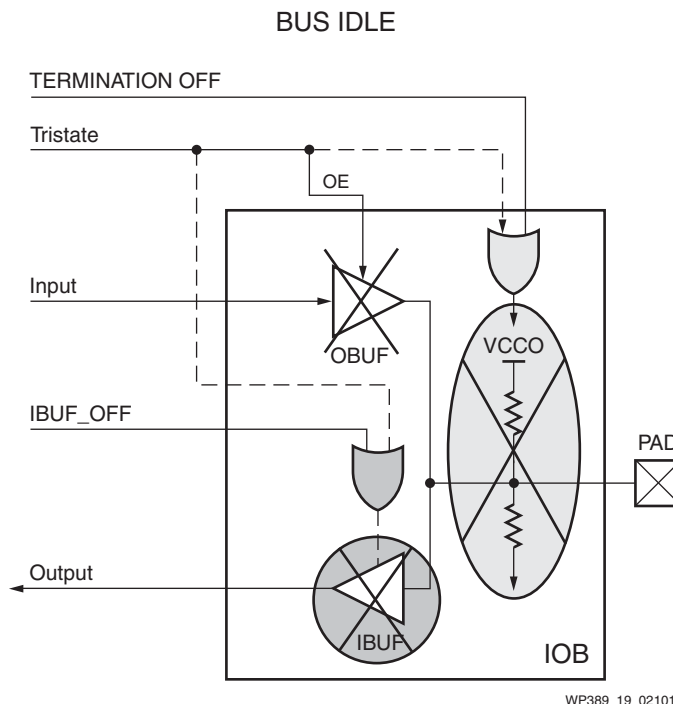 BUS IDLE
TERMINATION OFF
Tristate
OE
Input
OBUF
VCCO
IBUF_OFF
PAD
Output
IBUF
IOB
WP389_19_02101